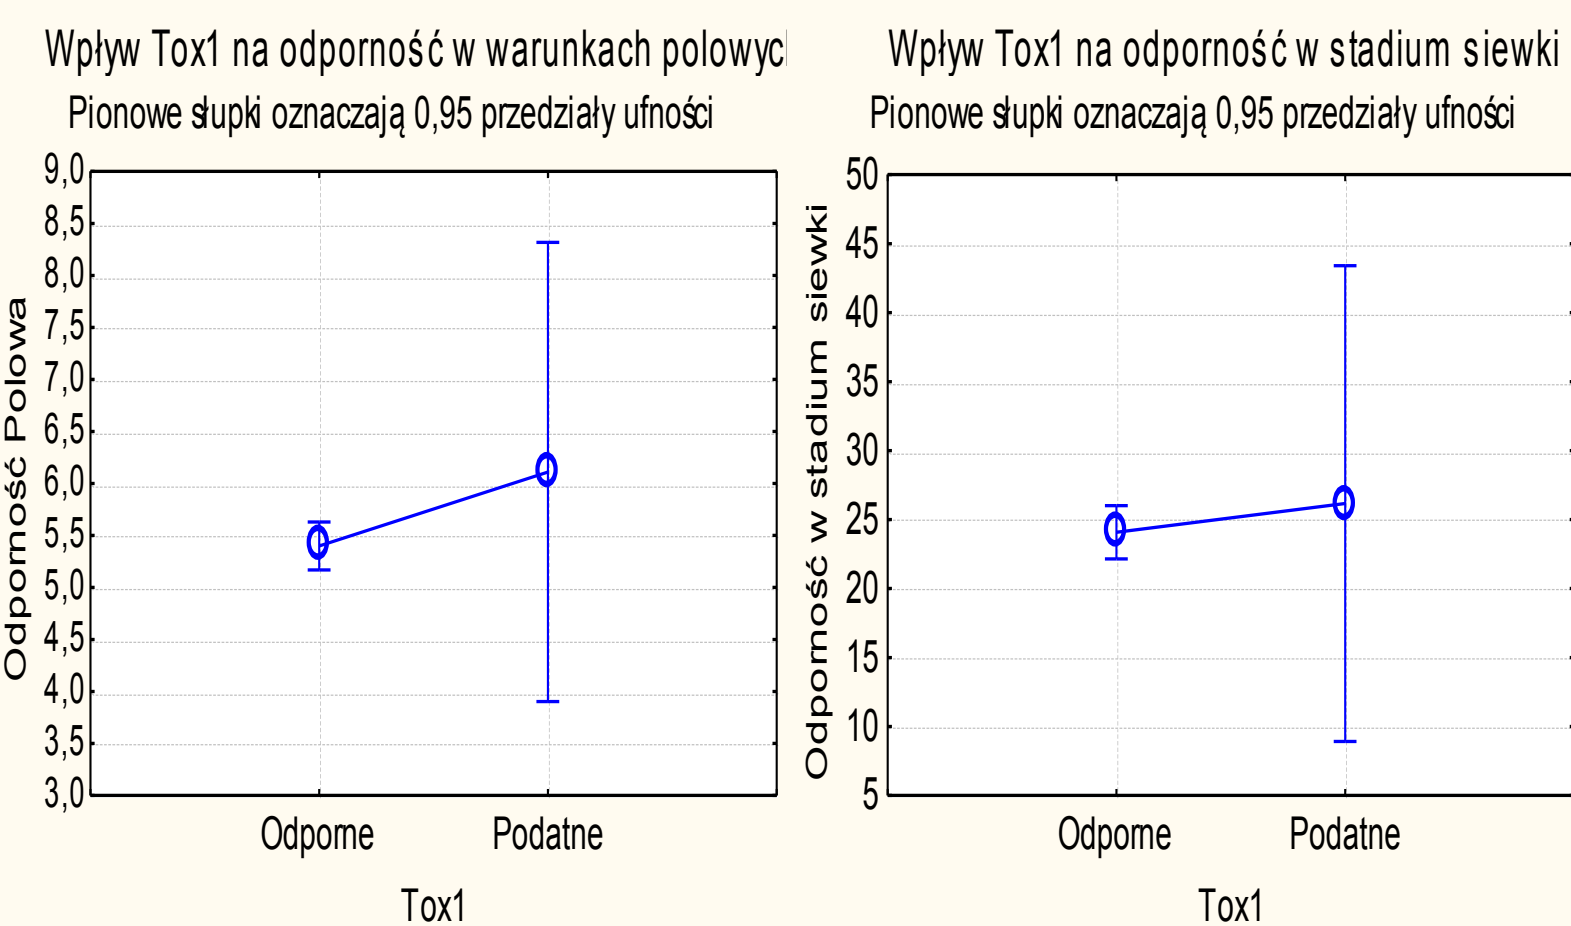 Wpływ Tox1 na odporność w warunkach polowych
Pionowe słupki oznaczają 0,95 przedziały ufności
9,0
8,5
8,0
7,5
7,0
6,5
6,0
5,5
5,0
4,5
4,0
3,5
3,0
Odporność Polowa
Odporne
Podatne
Tox1
Wpływ Tox1 na odporność w stadium siewki
Pionowe słupki oznaczają 0,95 przedziały ufności
50
45
40
35
30
25
20
15
10
5
Odporność w stadium siewki
Odporne
Podatne
Tox1